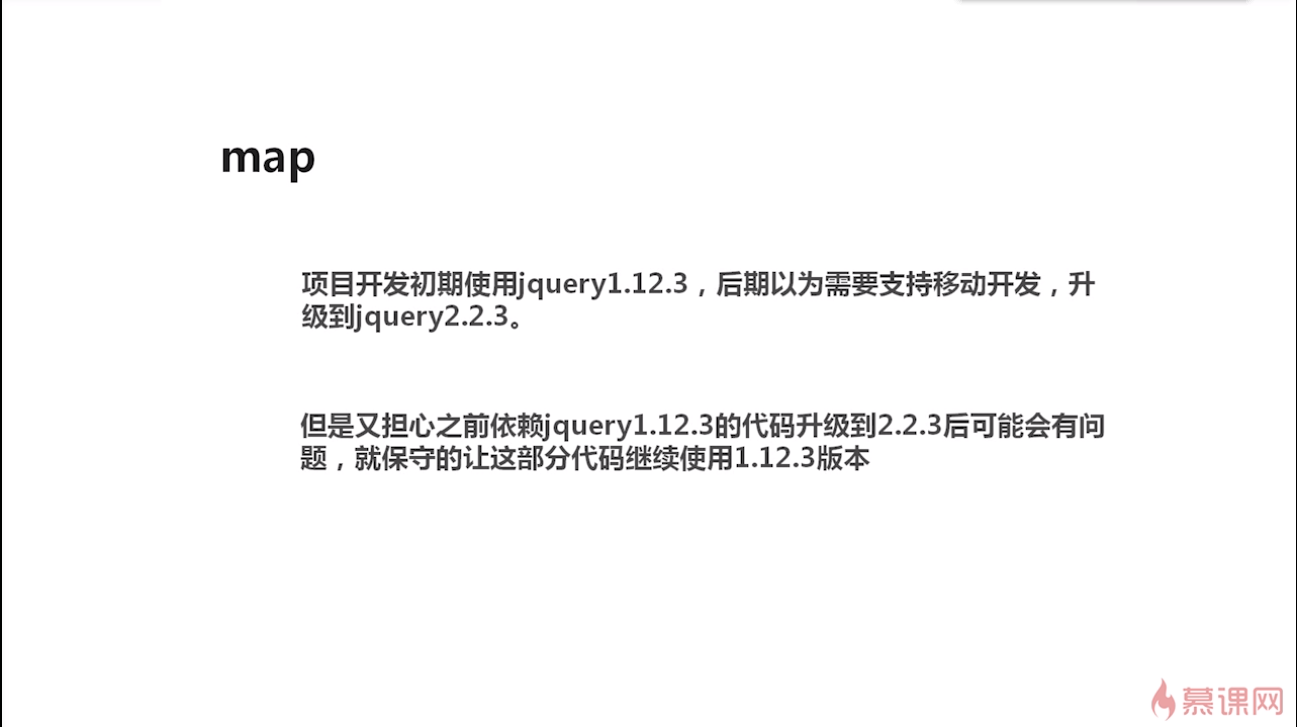 map
项目开发初期使用jquery1.12.3，后期以为需要支持移动开发，升
级到jquery2.2.3。
但是又担心之前依赖jquery1.12.3的代码升级到2.2.3后可能会有问
题，就保守的让这部分代码继续使用1.12.3版本
慕课网